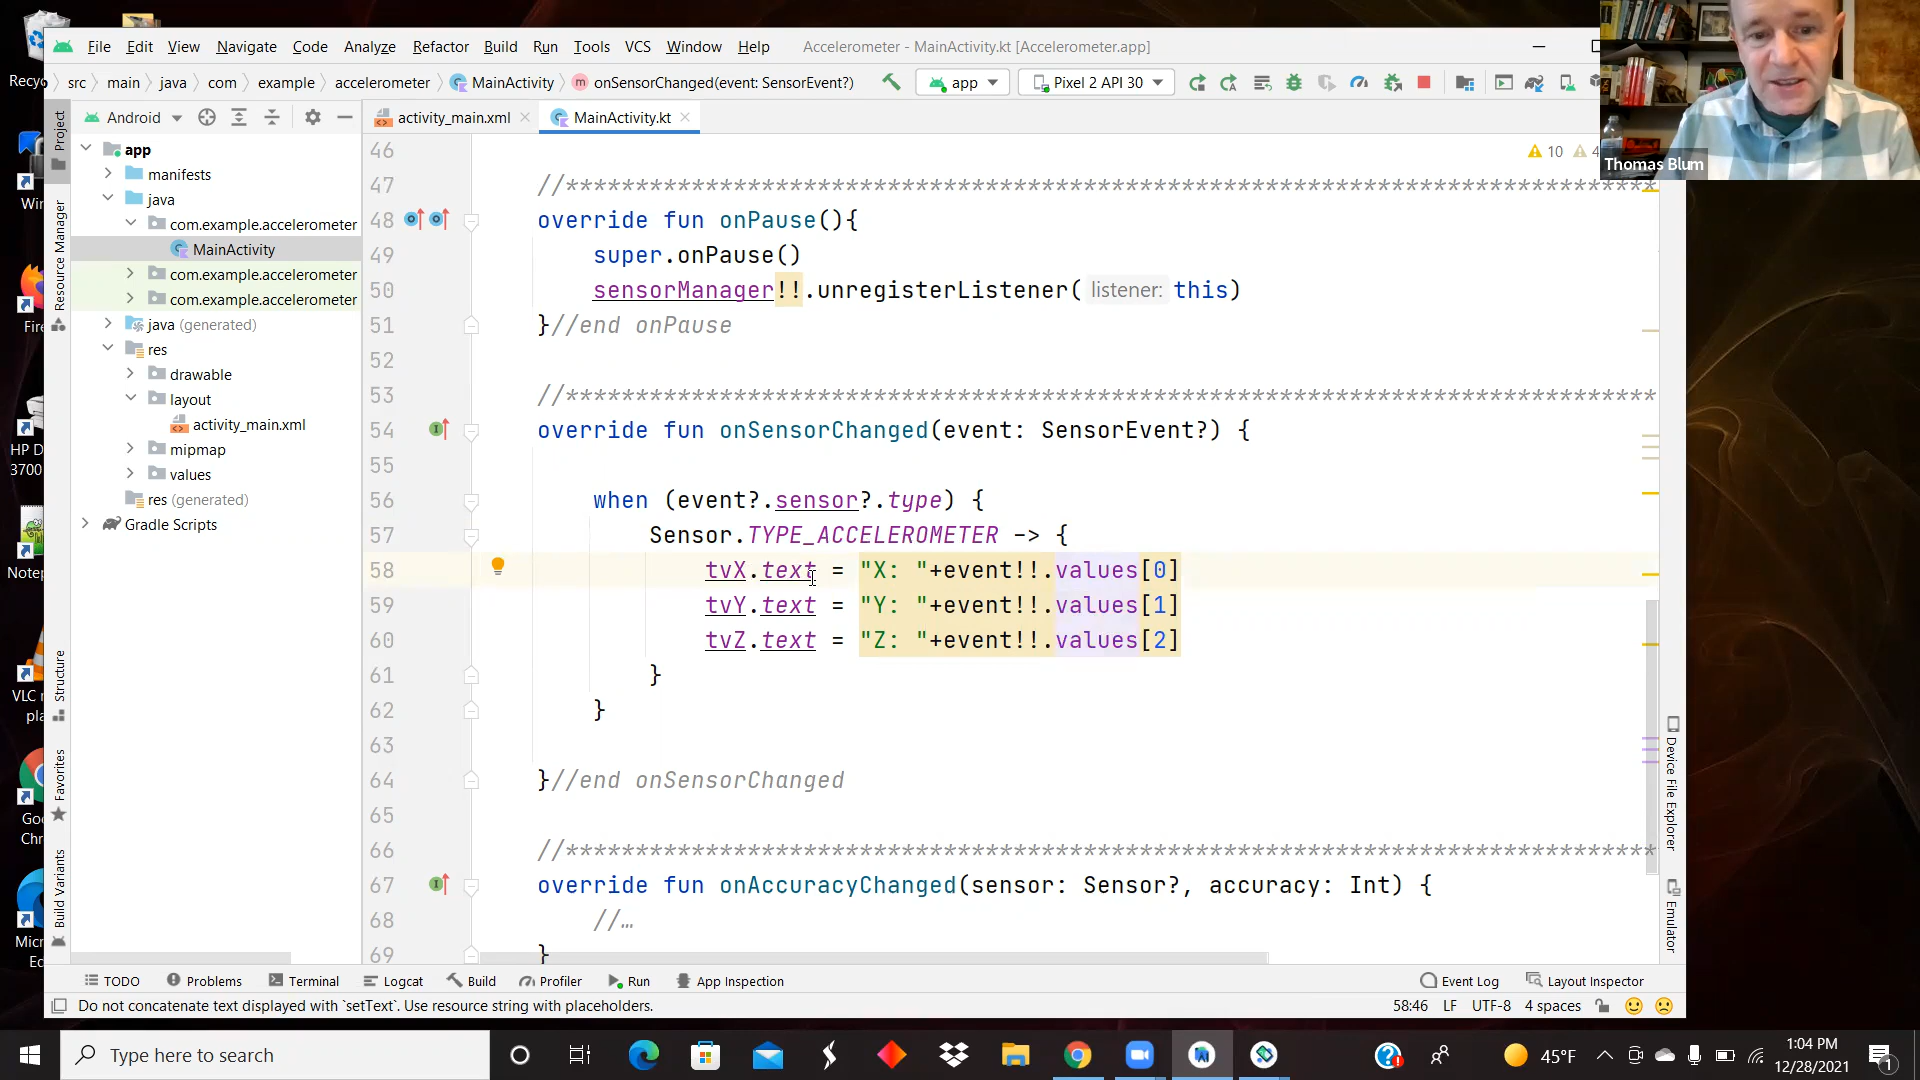 File Edit View Navigate Code Analyze Refactor Build Run Tools VCS Window Help Accelerometer - MainActivity.kt [Accelerometer.app]
src main java com example accelerometer MainActivity onSensorChanged(event: SensorEvent?) app Pixel 2 API 30
Android
activity_main.xml
MainActivity.kt
Thomas Blum
Project
Resource Manager
Structure
Favorites
Build Variants
app
manifests
java
com.example.accelerometer
MainActivity
com.example.accelerometer
com.example.accelerometer
java (generated)
res
drawable
layout
activity_main.xml
mipmap
values
res (generated)
Gradle Scripts
10
46
47 //******************************************************************************
48 override fun onPause(){
49 super.onPause()
50 sensorManager!!.unregisterListener( listener: this)
51 }//end onPause
52
53 //******************************************************************************
54 override fun onSensorChanged(event: SensorEvent?) {
55
56 when (event?.sensor?.type) {
57 Sensor.TYPE_ACCELEROMETER -> {
58 tvX.text = "X: "+event!!.values[0]
59 tvY.text = "Y: "+event!!.values[1]
60 tvZ.text = "Z: "+event!!.values[2]
61 }
62 }
63
64 }//end onSensorChanged
65
66 //******************************************************************************
67 override fun onAccuracyChanged(sensor: Sensor?, accuracy: Int) {
68 //…
69 }
Device File Explorer
Emulator
TODO Problems Terminal Logcat Build Profiler Run App Inspection Event Log Layout Inspector
Do not concatenate text displayed with `setText`. Use resource string with placeholders. 58:46 LF UTF-8 4 spaces
HP D
3700
VLC
Type here to search
45°F
1:04 PM
12/28/2021
1